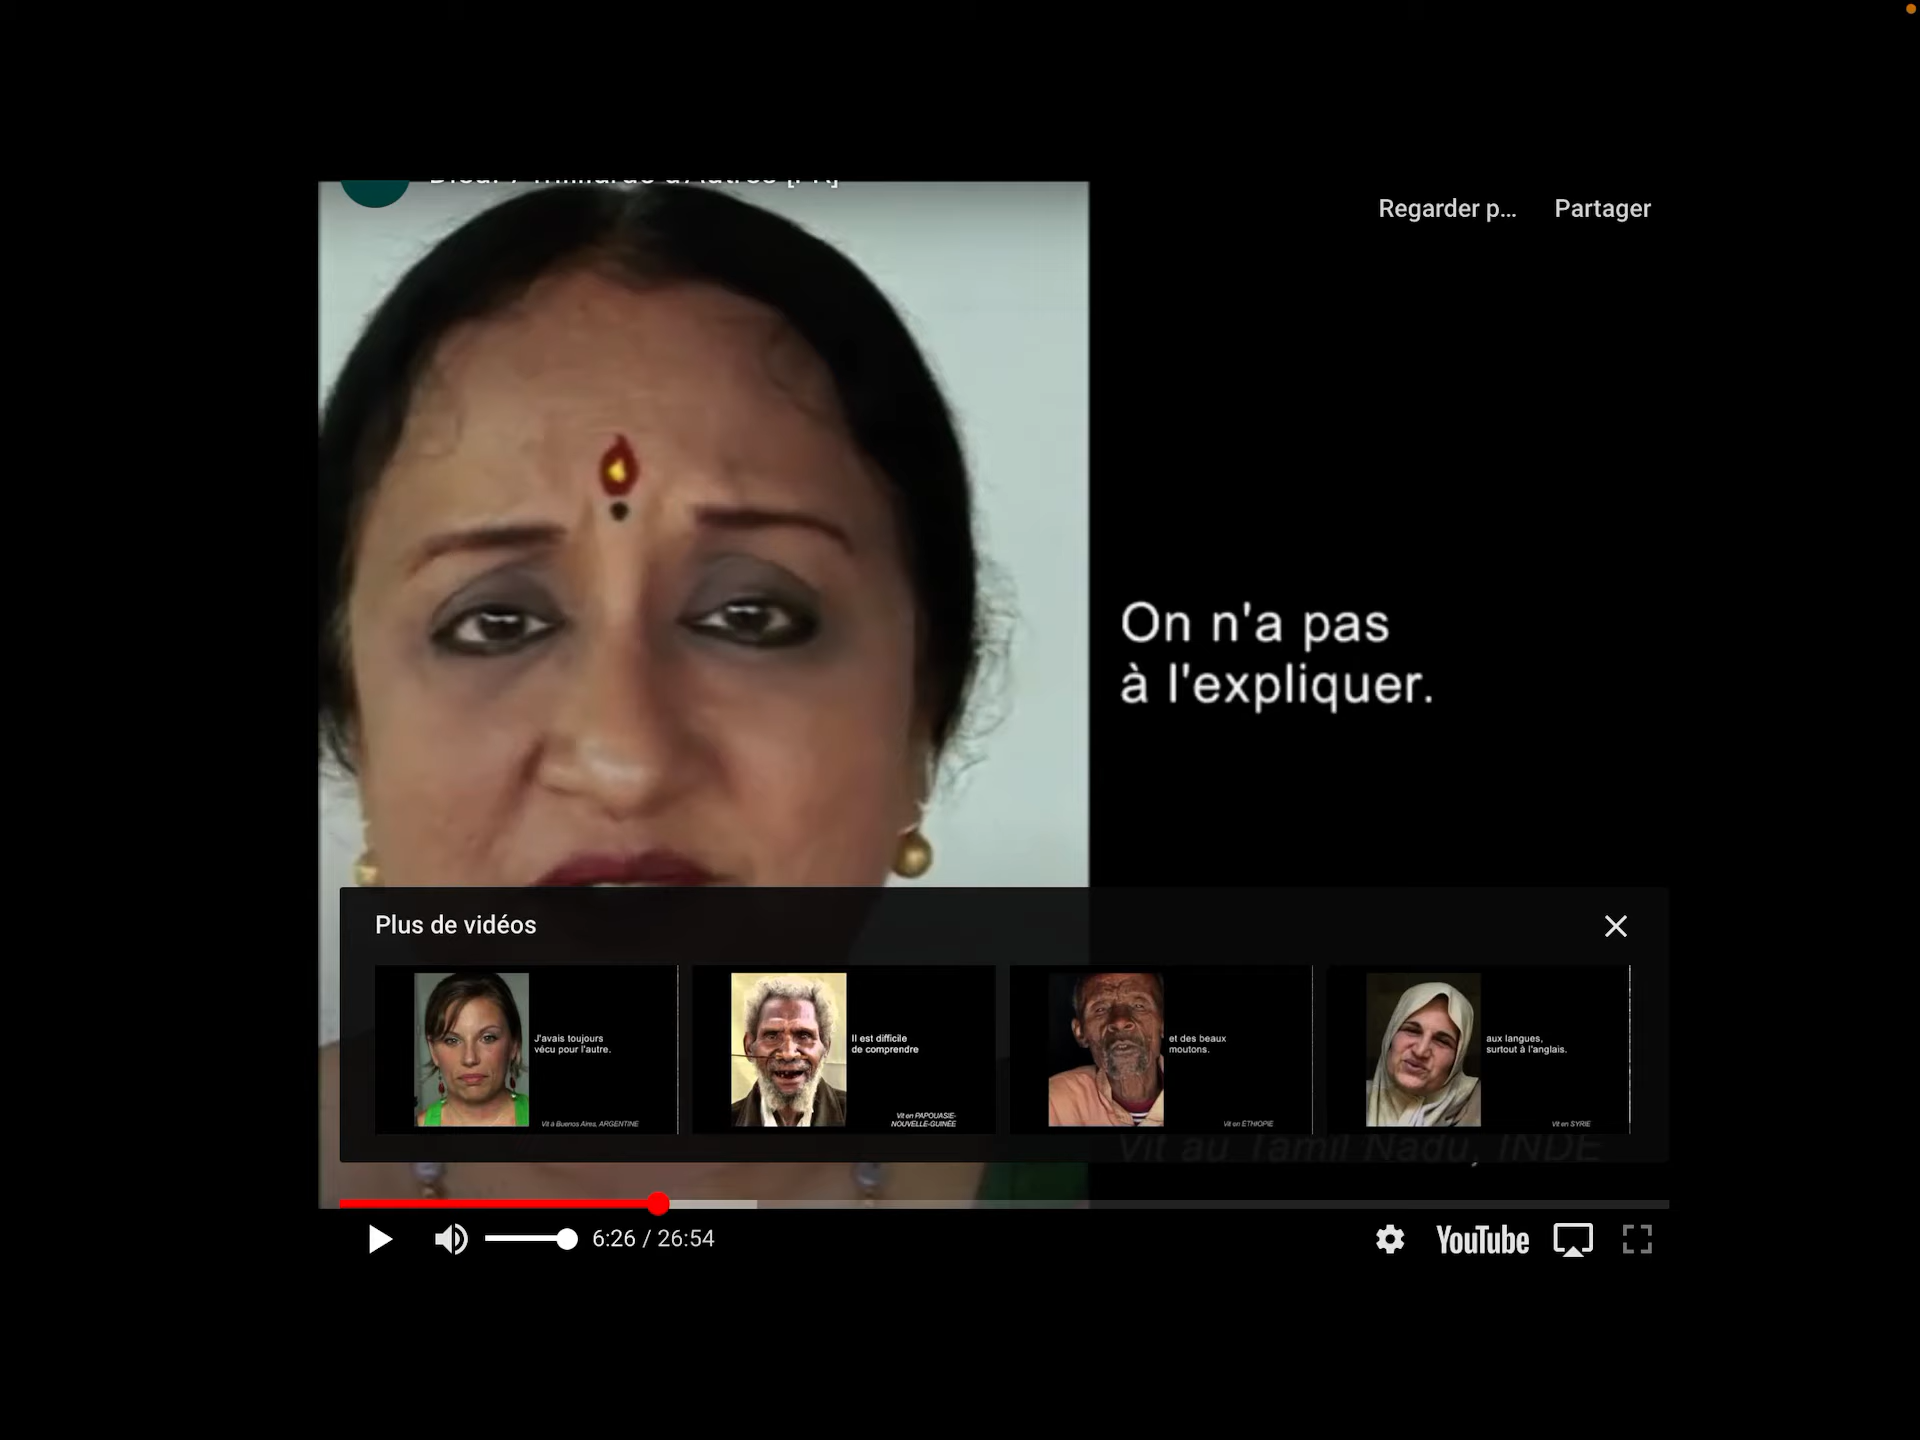 Regarder p... Partager
On n'a pas
à l'expliquer.
Plus de vidéos
J'avais toujours
vécu pour l'autre.
Vit à Buenos Aires, ARGENTINE
Il est difficile
de comprendre
Vit en PAPOUASIE-
NOUVELLE-GUINÉE
et des beaux
moutons.
Vit en ETHIOPIE
aux langues,
surtout à l'anglais.
Vit en SYRIE
Vit au Tamil Nadu, INDE
6:26 / 26:54
YouTube